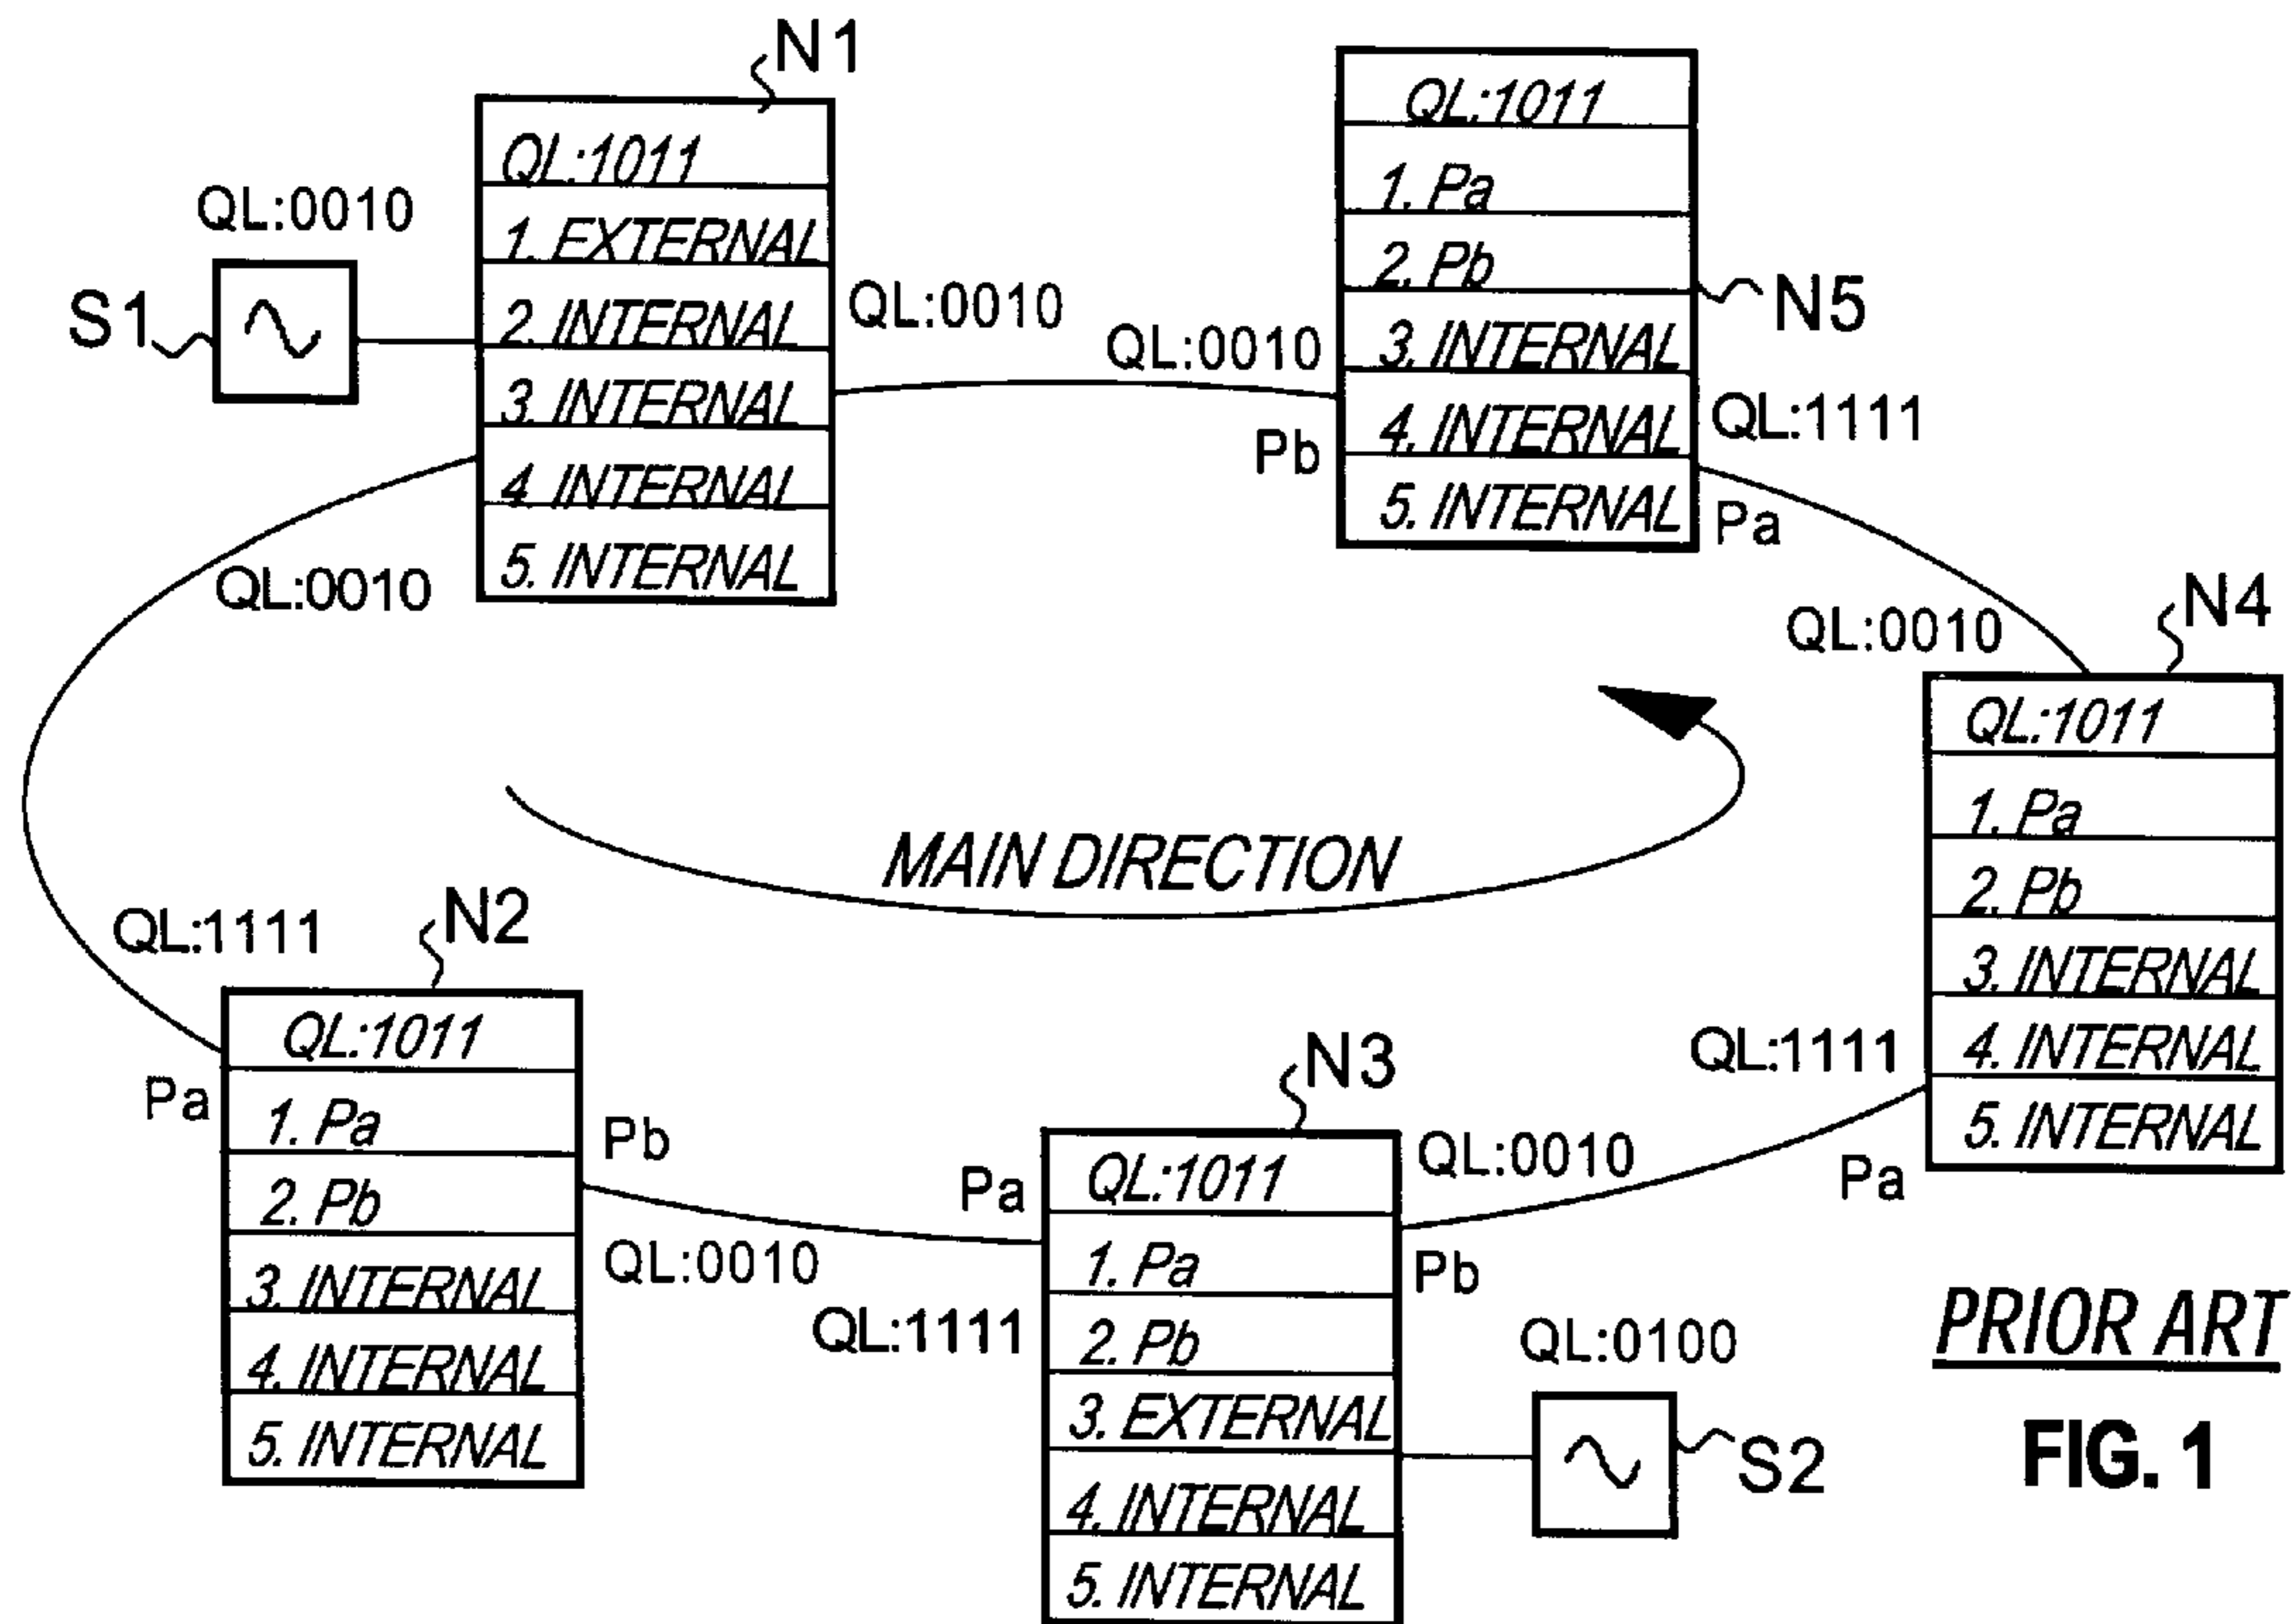 N1
QL:1011
1. EXTERNAL
2. INTERNAL
3. INTERNAL
4 INTERNAL
5. INTERNAL
QL:0010
S1
QL:0010
QL:0010
QL:0010
Pb
QL:1011
1. Pa
2. Pb
3. INTERNAL
4. INTERNAL
5. INTERNAL
N5
QL:1111
Pa
QL:0010
N4
QL:1011
1. Pa
2. Pb
3. INTERNAL
4. INTERNAL
5. INTERNAL
QL:1111
Pa
MAIN DIRECTION
QL:1111
N2
Pa
QL:1011
1. Pa
2. Pb
3. INTERNAL
4. INTERNAL
5. INTERNAL
Pb
QL:0010
N3
Pa
QL:1111
QL:1011
1. Pa
2. Pb
3. EXTERNAL
4. INTERNAL
5. INTERNAL
QL:0010
Pb
QL:0100
S2
PRIOR ART
FIG. 1